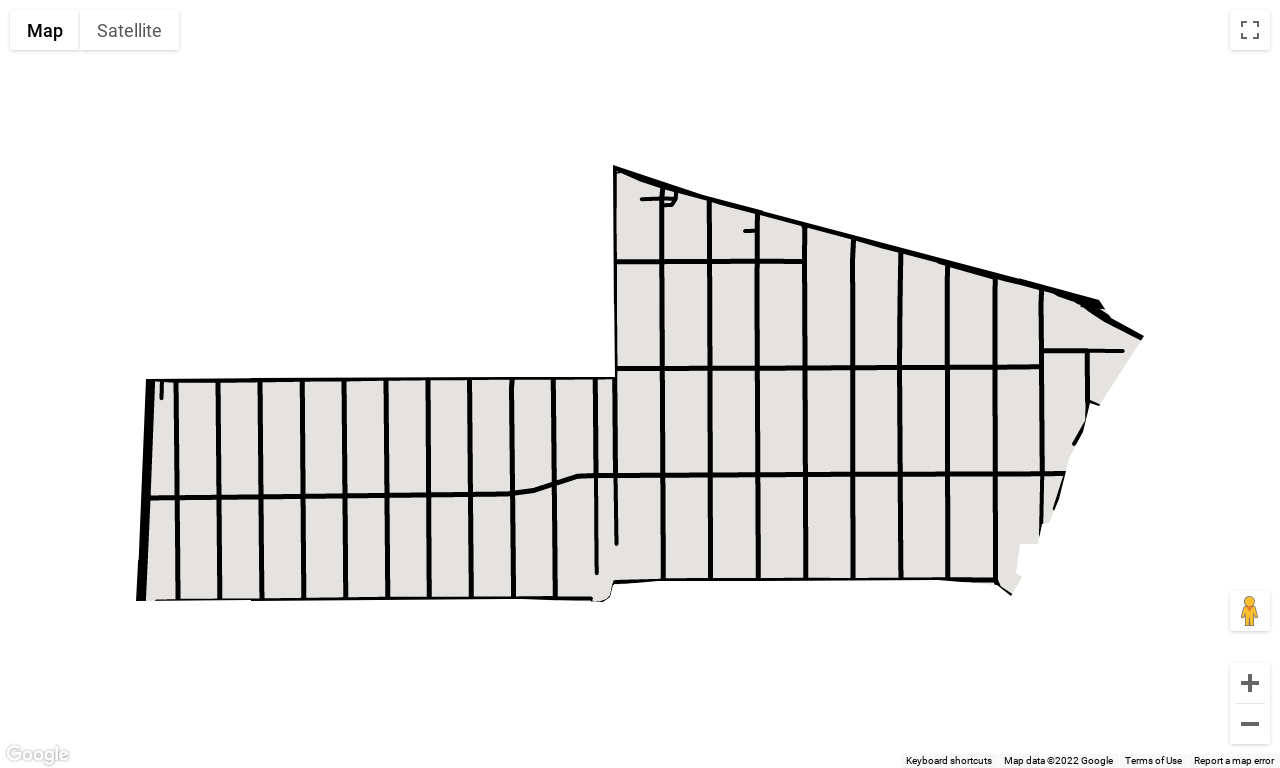 Map Satellite
Google
Keyboard shortcuts Map data ©2022 Google Terms of Use Report a map error